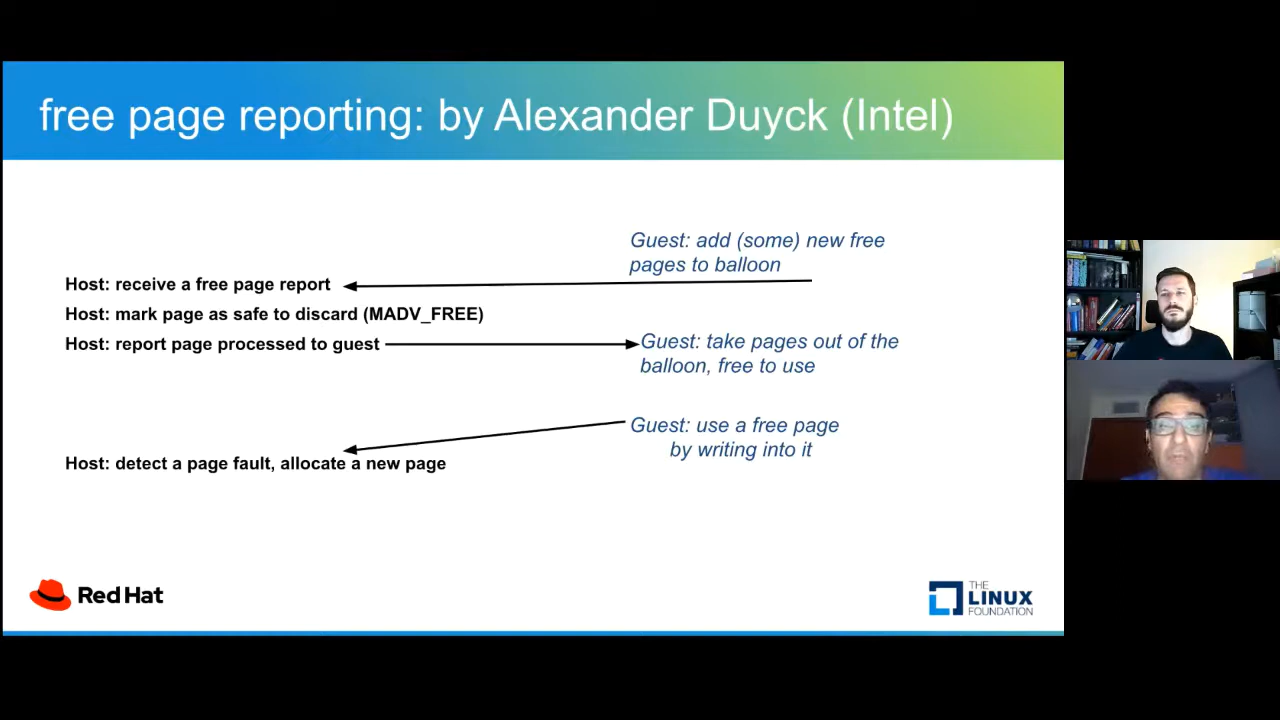 free page reporting: by Alexander Duyck (Intel)
Guest: add (some) new free
pages to balloon
Host: receive a free page report
Host: mark page as safe to discard (MADV_FREE)
Host: report page processed to guest
Guest: take pages out of the
balloon, free to use
Guest: use a free page
by writing into it
Host: detect a page fault, allocate a new page
Red Hat
THE
LINUX
FOUNDATION